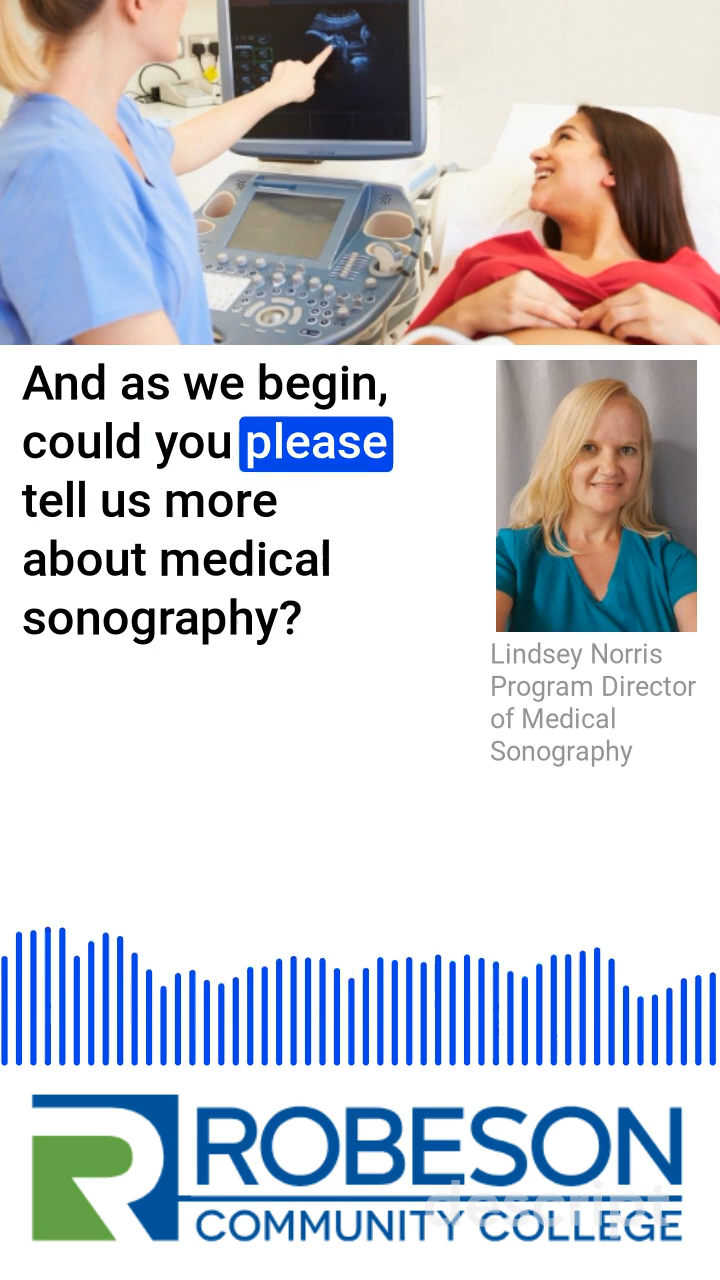 And as we begin,
could you please
tell us more
about medical
sonography?
Lindsey Norris
Program Director
of Medical
Sonography
ROBESON
COMMUNITY COLLEGE
descript